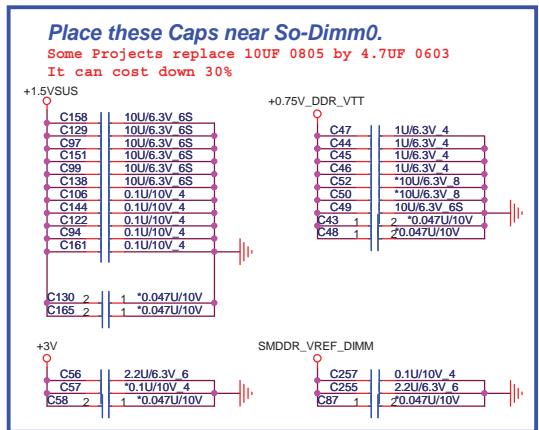 Place these Caps near So-Dimm0.
Some Projects replace 10UF 0805 by 4.7UF 0603
It can cost down 30%
+1.5VSUS
C158 10U/6.3V_6S
C129 10U/6.3V_6S
C97 10U/6.3V_6S
C151 10U/6.3V_6S
C99 10U/6.3V_6S
C138 10U/6.3V_6S
C106 0.1U/10V_4
C144 0.1U/10V_4
C122 0.1U/10V_4
C94 0.1U/10V_4
C161 0.1U/10V_4
C130 2 1 *0.047U/10V
C165 2 1 *0.047U/10V
+0.75V_DDR_VTT
C47 1U/6.3V_4
C44 1U/6.3V_4
C45 1U/6.3V_4
C46 1U/6.3V_4
C52 *10U/6.3V_8
C50 *10U/6.3V_8
C49 10U/6.3V_6S
C43 1 2 *0.047U/10V
C48 1 2 *0.047U/10V
+3V
C56 2.2U/6.3V_6
C57 *0.1U/10V_4
C58 2 1 *0.047U/10V
SMDDR_VREF_DIMM
C257 0.1U/10V_4
C255 2.2U/6.3V_6
C87 1 2 *0.047U/10V